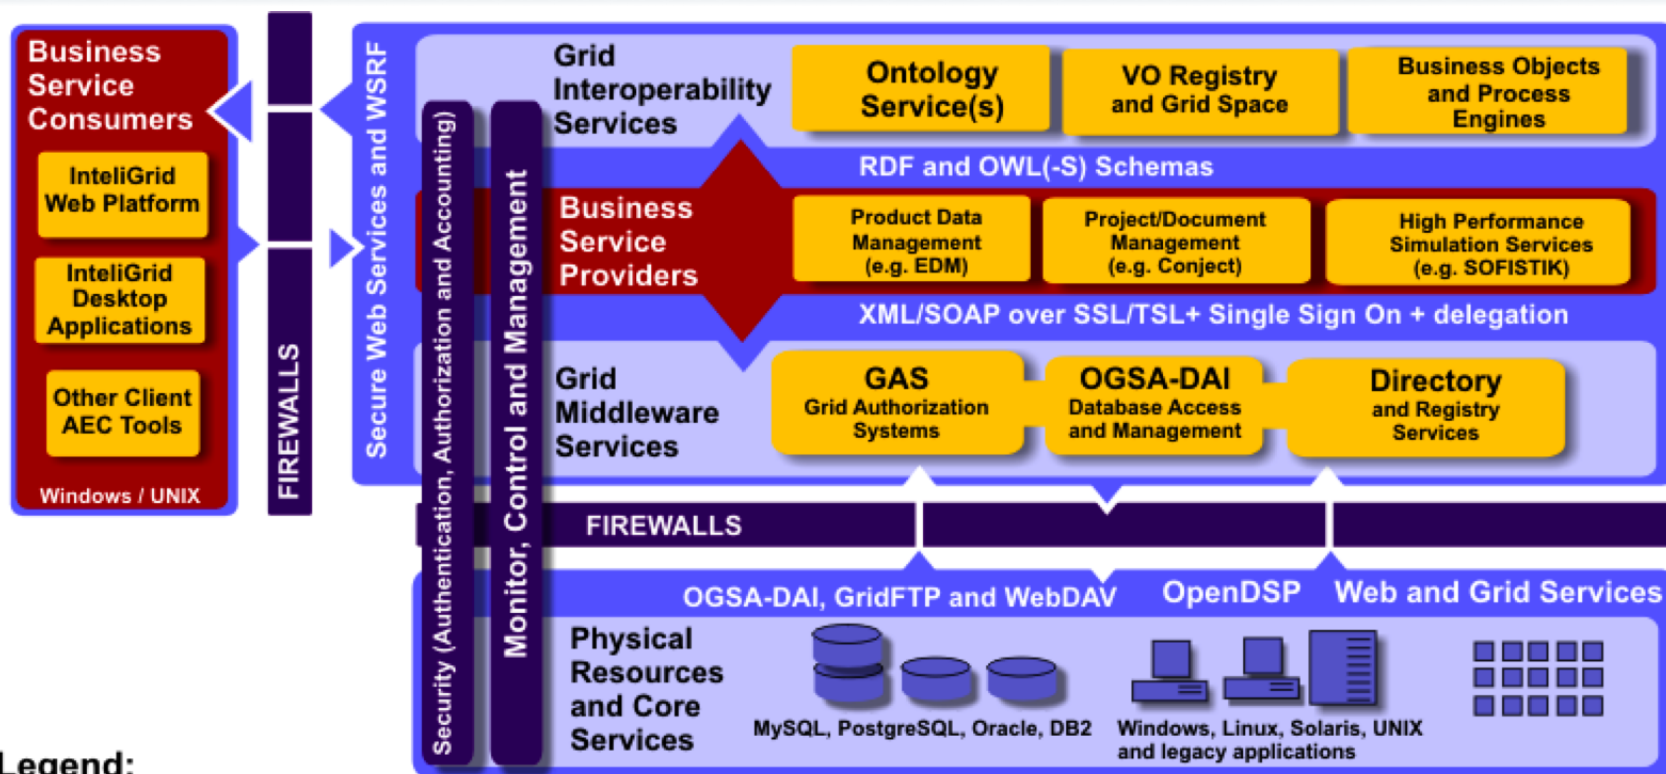 Business
Service
Consumers
InteliGrid
Web Platform
InteliGrid
Desktop
Applications
Other Client
AEC Tools
Windows / UNIX
FIREWALLS
Secure Web Services and WSRF
Security (Authentication, Authorization and Accounting)
Monitor, Control and Management
Grid
Interoperability
Services
Ontology
Service(s)
VO Registry
and Grid Space
Business Objects
and Process
Engines
RDF and OWL(-S) Schemas
Business
Service
Providers
Product Data
Management
(e.g. EDM)
Project/Document
Management
(e.g. Conject)
High Performance
Simulation Services
(e.g. SOFISTIK)
XML/SOAP over SSL/TSL+ Single Sign On + delegation
Grid
Middleware
Services
GAS
Grid Authorization
Systems
OGSA-DAI
Database Access
and Management
Directory
and Registry
Services
FIREWALLS
OGSA-DAI, GridFTP and WebDAV
OpenDSP
Web and Grid Services
Physical
Resources
and Core
Services
MySQL, PostgreSQL, Oracle, DB2
Windows, Linux, Solaris, UNIX
and legacy applications
Legend: